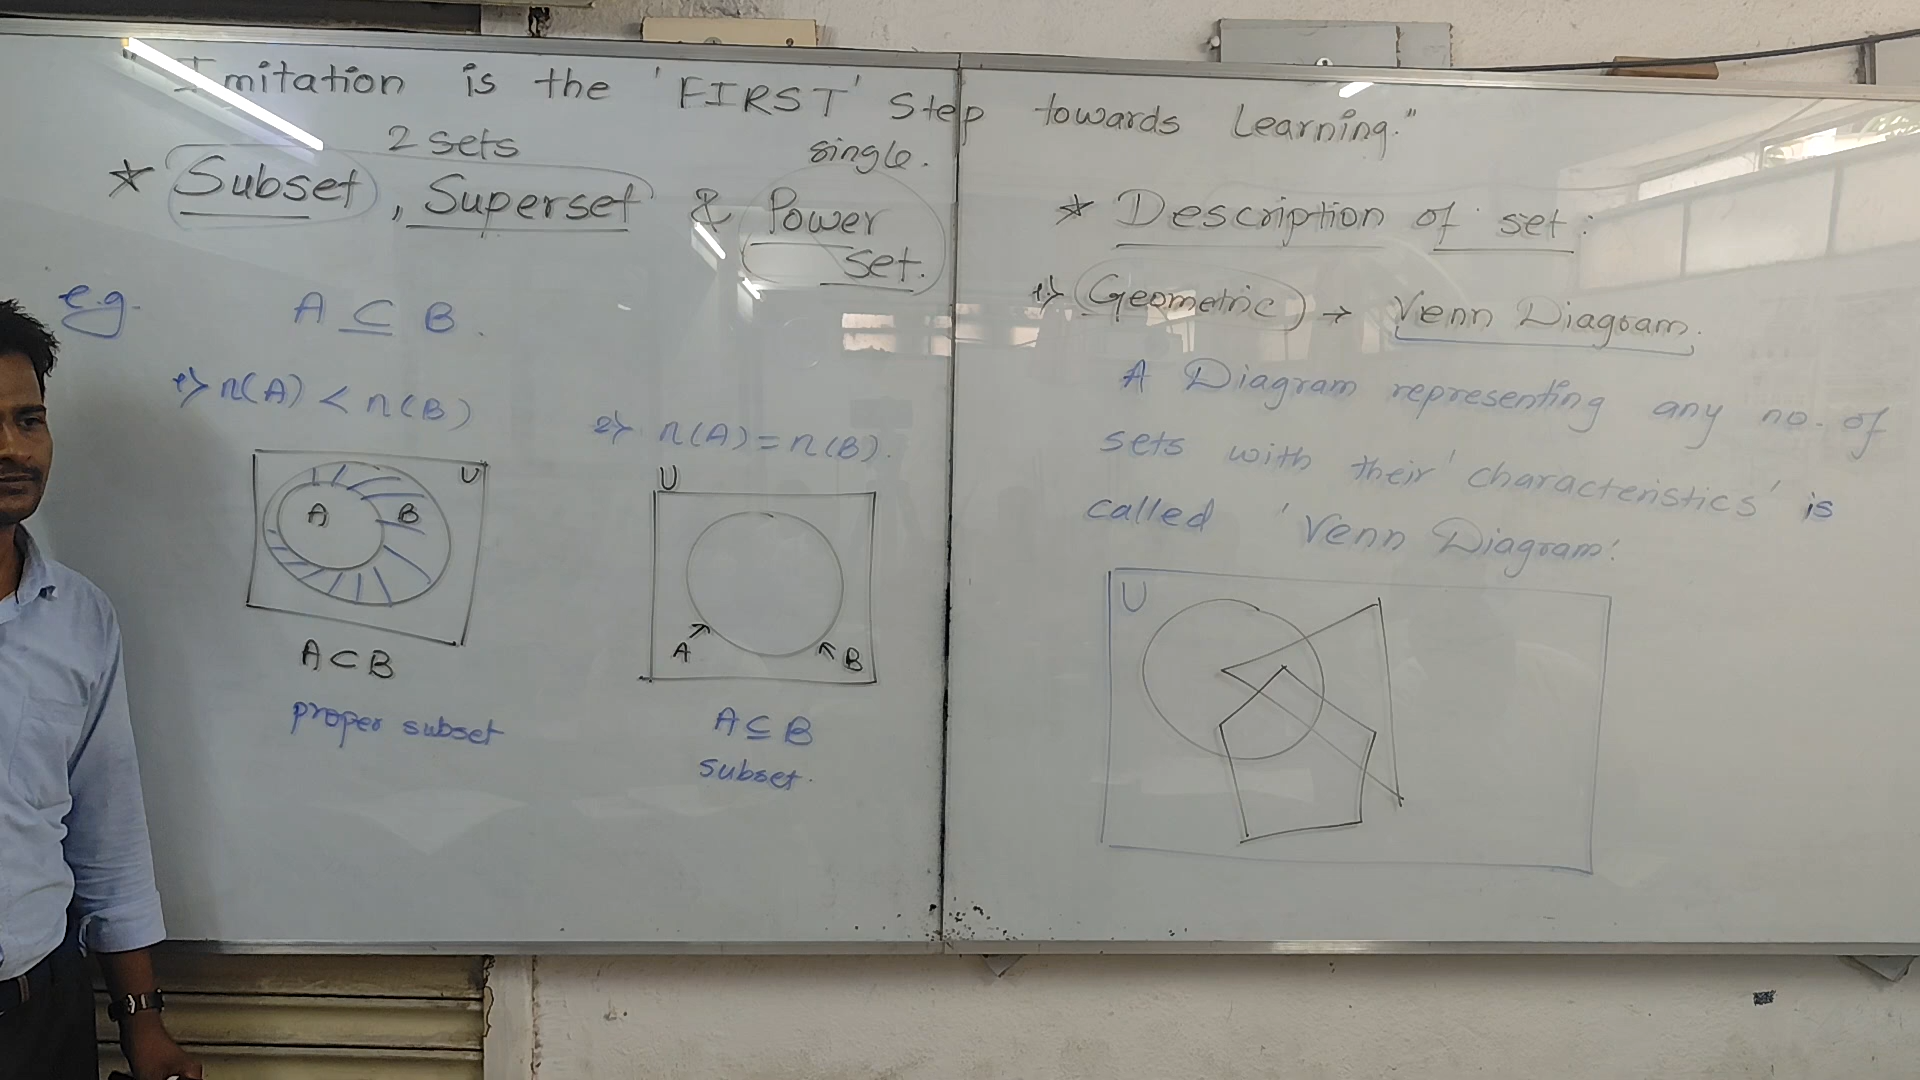 "Imitation is the 'FIRST' Step towards Learning."
2 sets single.
* Subset, Superset & Power set.
e.g. A ⊆ B.
1> n(A) < n(B)
U
A B
A⊂B
proper subset
2> n(A) = n(B).
U
A B
A⊆B
subset.
* Description of set:
1> Geometric → Venn Diagram.
A Diagram representing any no. of
sets with their 'characteristics' is
called 'Venn Diagram'.
U